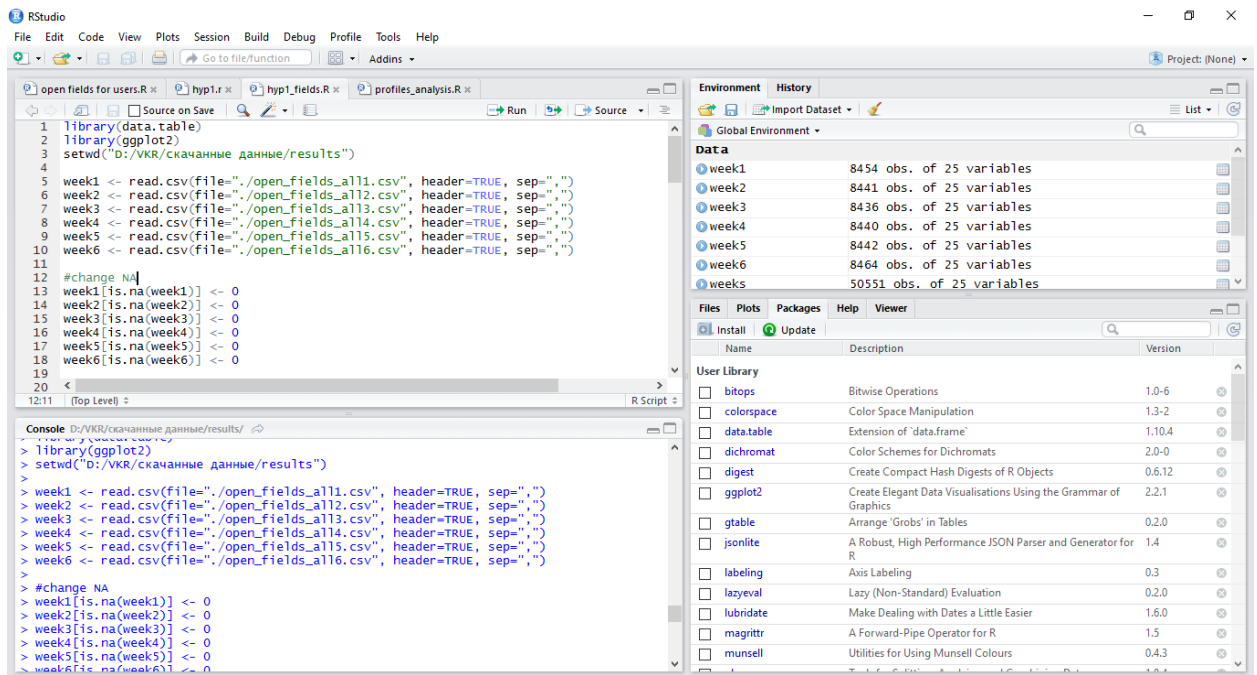 RStudio
File Edit Code View Plots Session Build Debug Profile Tools Help
Go to file/function Addins Project: (None)
open fields for users.R hyp1.r hyp1_fields.R profiles_analysis.R
Source on Save Run Source
1 library(data.table)
2 library(ggplot2)
3 setwd("D:/VKR/скачанные данные/results")
4
5 week1 <- read.csv(file="./open_fields_all1.csv", header=TRUE, sep=",")
6 week2 <- read.csv(file="./open_fields_all2.csv", header=TRUE, sep=",")
7 week3 <- read.csv(file="./open_fields_all3.csv", header=TRUE, sep=",")
8 week4 <- read.csv(file="./open_fields_all4.csv", header=TRUE, sep=",")
9 week5 <- read.csv(file="./open_fields_all5.csv", header=TRUE, sep=",")
10 week6 <- read.csv(file="./open_fields_all6.csv", header=TRUE, sep=",")
11
12 #change NA
13 week1[is.na(week1)] <- 0
14 week2[is.na(week2)] <- 0
15 week3[is.na(week3)] <- 0
16 week4[is.na(week4)] <- 0
17 week5[is.na(week5)] <- 0
18 week6[is.na(week6)] <- 0
19
20
12:11 (Top Level) R Script
Console D:/VKR/скачанные данные/results/
> library(data.table)
> library(ggplot2)
> setwd("D:/VKR/скачанные данные/results")
>
> week1 <- read.csv(file="./open_fields_all1.csv", header=TRUE, sep=",")
> week2 <- read.csv(file="./open_fields_all2.csv", header=TRUE, sep=",")
> week3 <- read.csv(file="./open_fields_all3.csv", header=TRUE, sep=",")
> week4 <- read.csv(file="./open_fields_all4.csv", header=TRUE, sep=",")
> week5 <- read.csv(file="./open_fields_all5.csv", header=TRUE, sep=",")
> week6 <- read.csv(file="./open_fields_all6.csv", header=TRUE, sep=",")
>
> #change NA
> week1[is.na(week1)] <- 0
> week2[is.na(week2)] <- 0
> week3[is.na(week3)] <- 0
> week4[is.na(week4)] <- 0
> week5[is.na(week5)] <- 0
> week6[is.na(week6)] <- 0
Environment History
Import Dataset List
Global Environment
Data
week1 8454 obs. of 25 variables
week2 8441 obs. of 25 variables
week3 8436 obs. of 25 variables
week4 8440 obs. of 25 variables
week5 8442 obs. of 25 variables
week6 8464 obs. of 25 variables
weeks 50551 obs. of 25 variables
Files Plots Packages Help Viewer
Install Update
Name Description Version
User Library
bitops Bitwise Operations 1.0-6
colorspace Color Space Manipulation 1.3-2
data.table Extension of `data.frame` 1.10.4
dichromat Color Schemes for Dichromats 2.0-0
digest Create Compact Hash Digests of R Objects 0.6.12
ggplot2 Create Elegant Data Visualisations Using the Grammar of 2.2.1
Graphics
gtable Arrange 'Grobs' in Tables 0.2.0
jsonlite A Robust, High Performance JSON Parser and Generator for 1.4
R
labeling Axis Labeling 0.3
lazyeval Lazy (Non-Standard) Evaluation 0.2.0
lubridate Make Dealing with Dates a Little Easier 1.6.0
magrittr A Forward-Pipe Operator for R 1.5
munsell Utilities for Using Munsell Colours 0.4.3